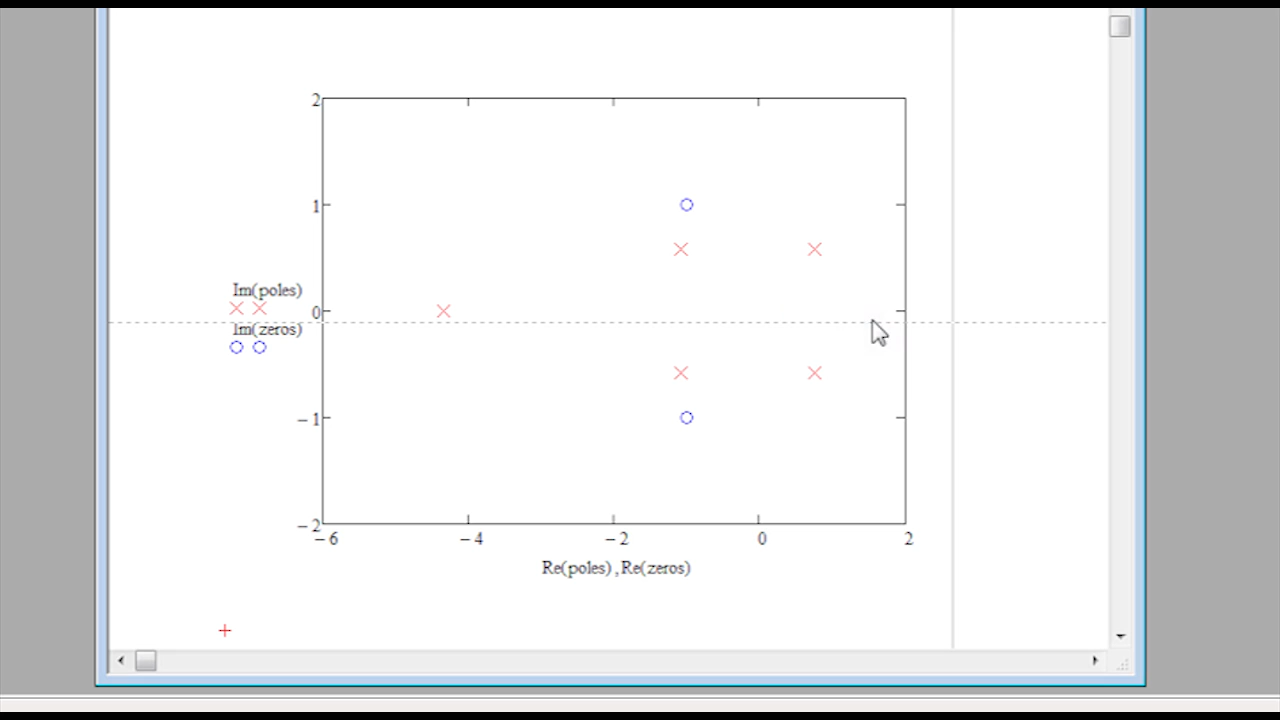 2
1
Im(poles)
0
Im(zeros)
−1
−2
−6 −4 −2 0 2
Re(poles) ,Re(zeros)